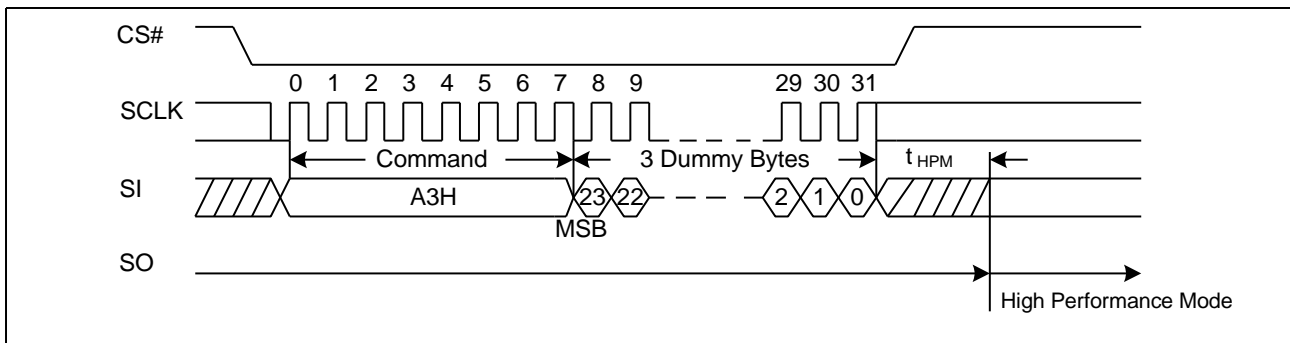 CS#
0 1 2 3 4 5 6 7 8 9 29 30 31
SCLK
Command 3 Dummy Bytes tHPM
SI A3H 23 22 2 1 0
MSB
SO
High Performance Mode